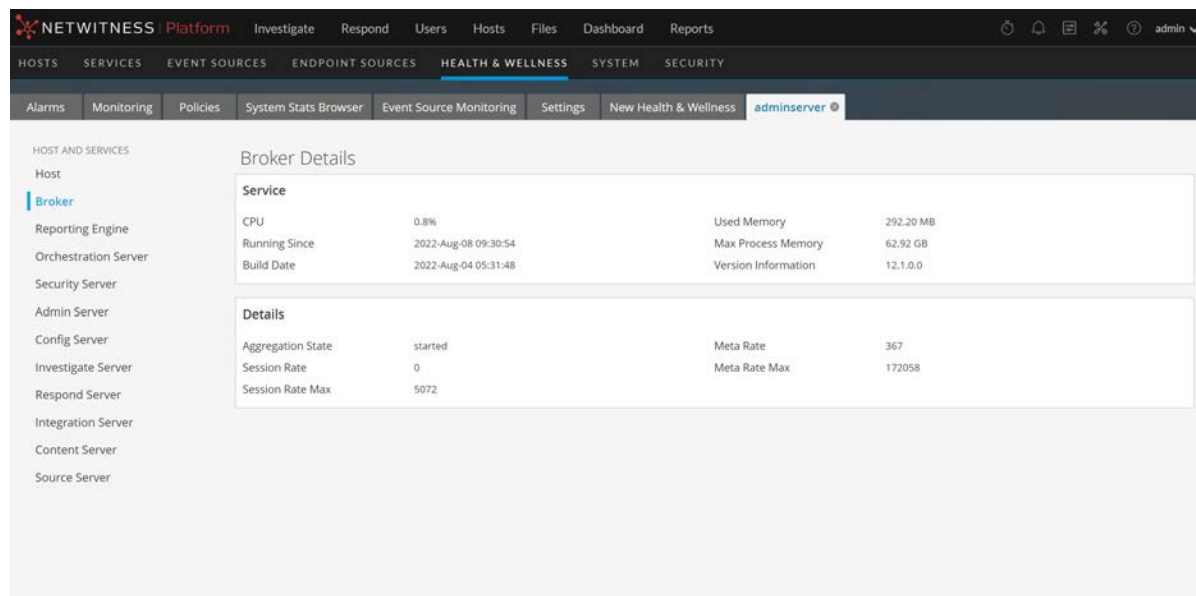 NETWITNESS Platform Investigate Respond Users Hosts Files Dashboard Reports admin
HOSTS SERVICES EVENT SOURCES ENDPOINT SOURCES HEALTH & WELLNESS SYSTEM SECURITY
Alarms Monitoring Policies System Stats Browser Event Source Monitoring Settings New Health & Wellness adminserver
HOST AND SERVICES
Host
Broker
Reporting Engine
Orchestration Server
Security Server
Admin Server
Config Server
Investigate Server
Respond Server
Integration Server
Content Server
Source Server
Broker Details
Service
CPU 0.8% Used Memory 292.20 MB
Running Since 2022-Aug-08 09:30:54 Max Process Memory 62.92 GB
Build Date 2022-Aug-04 05:31:48 Version Information 12.1.0.0
Details
Aggregation State started Meta Rate 367
Session Rate 0 Meta Rate Max 172058
Session Rate Max 5072